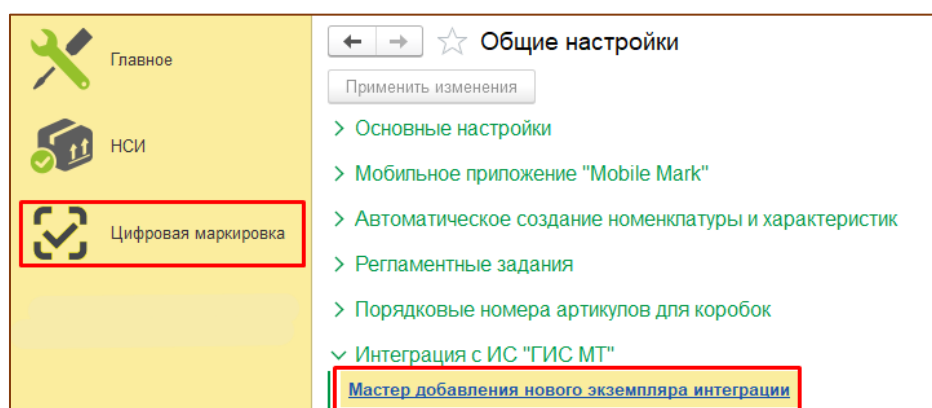 Главное
НСИ
Цифровая маркировка
Общие настройки
Применить изменения
Основные настройки
Мобильное приложение "Mobile Mark"
Автоматическое создание номенклатуры и характеристик
Регламентные задания
Порядковые номера артикулов для коробок
Интеграция с ИС "ГИС МТ"
Мастер добавления нового экземпляра интеграции